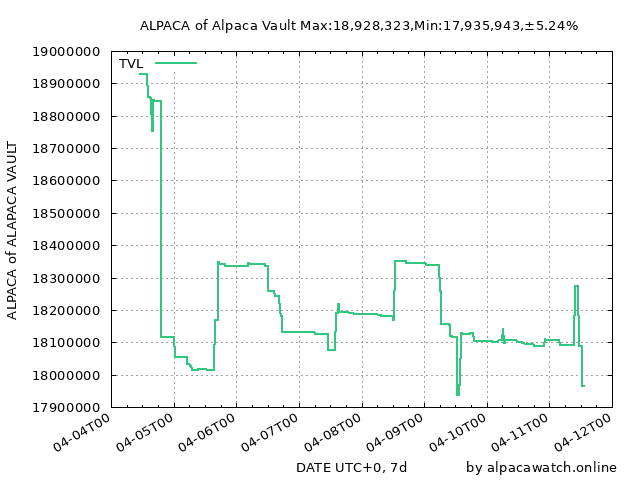 ALPACA of Alpaca Vault Max:18,928,323,Min:17,935,943,±5.24%
TVL
19000000
18900000
18800000
18700000
18600000
18500000
18400000
18300000
18200000
18100000
18000000
17900000
ALPACA of ALAPACA VAULT
04-04T00
04-05T00
04-06T00
04-07T00
04-08T00
04-09T00
04-10T00
04-11T00
04-12T00
DATE UTC+0, 7d
by alpacawatch.online